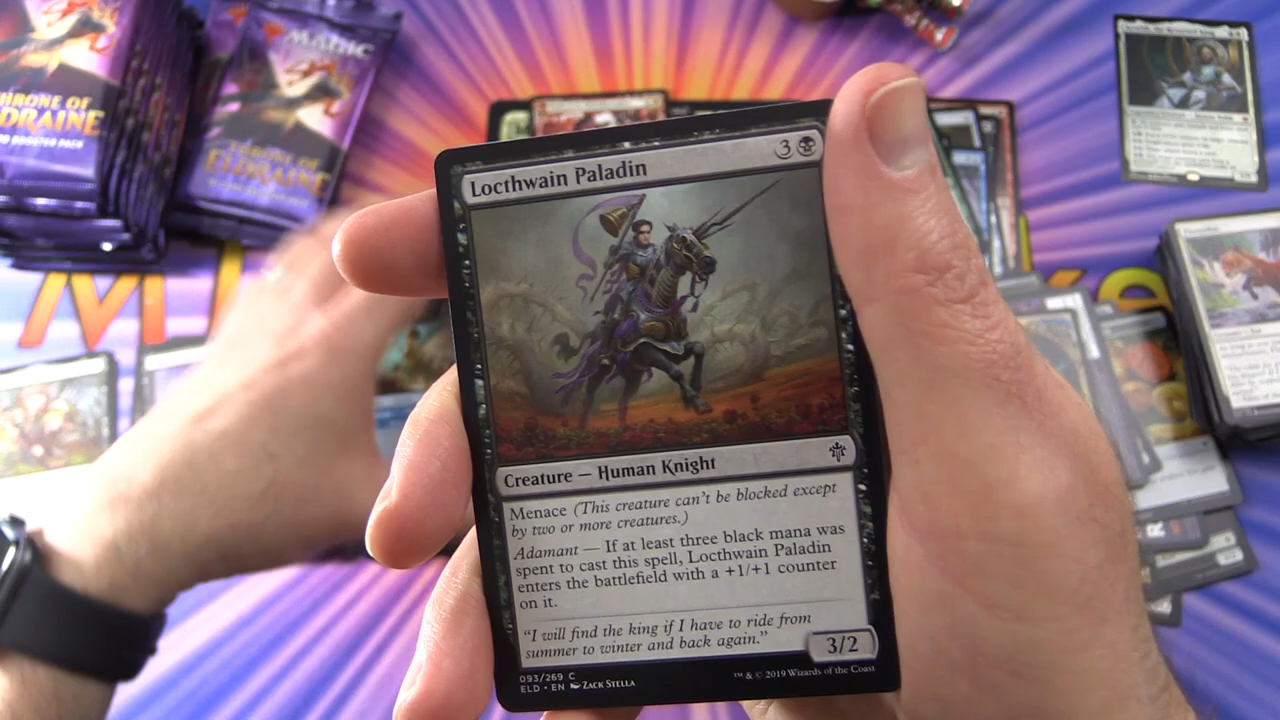 MAGIC
THRONE OF
ELDRAINE
THRONE OF
ELDRAINE
Locthwain Paladin
3
Creature — Human Knight
Menace (This creature can't be blocked except
by two or more creatures.)
Adamant — If at least three black mana was
spent to cast this spell, Locthwain Paladin
enters the battlefield with a +1/+1 counter
on it.
"I will find the king if I have to ride from
summer to winter and back again."
3/2
093/269 C
ELD • EN Zack Stella
™ & © 2019 Wizards of the Coast